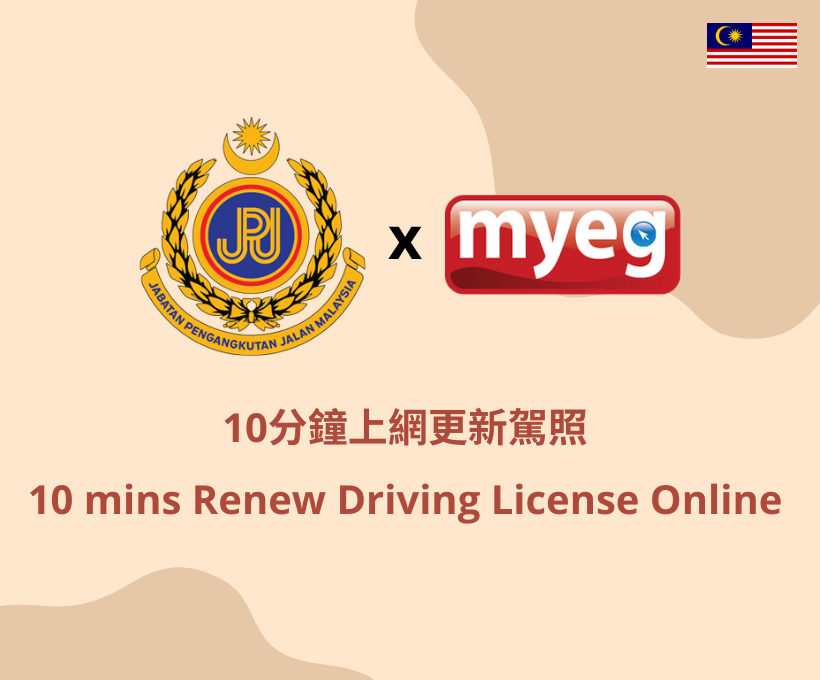 JPJ
JABATAN PENGANGKUTAN JALAN MALAYSIA
x
myeg
10分鐘上網更新駕照
10 mins Renew Driving License Online